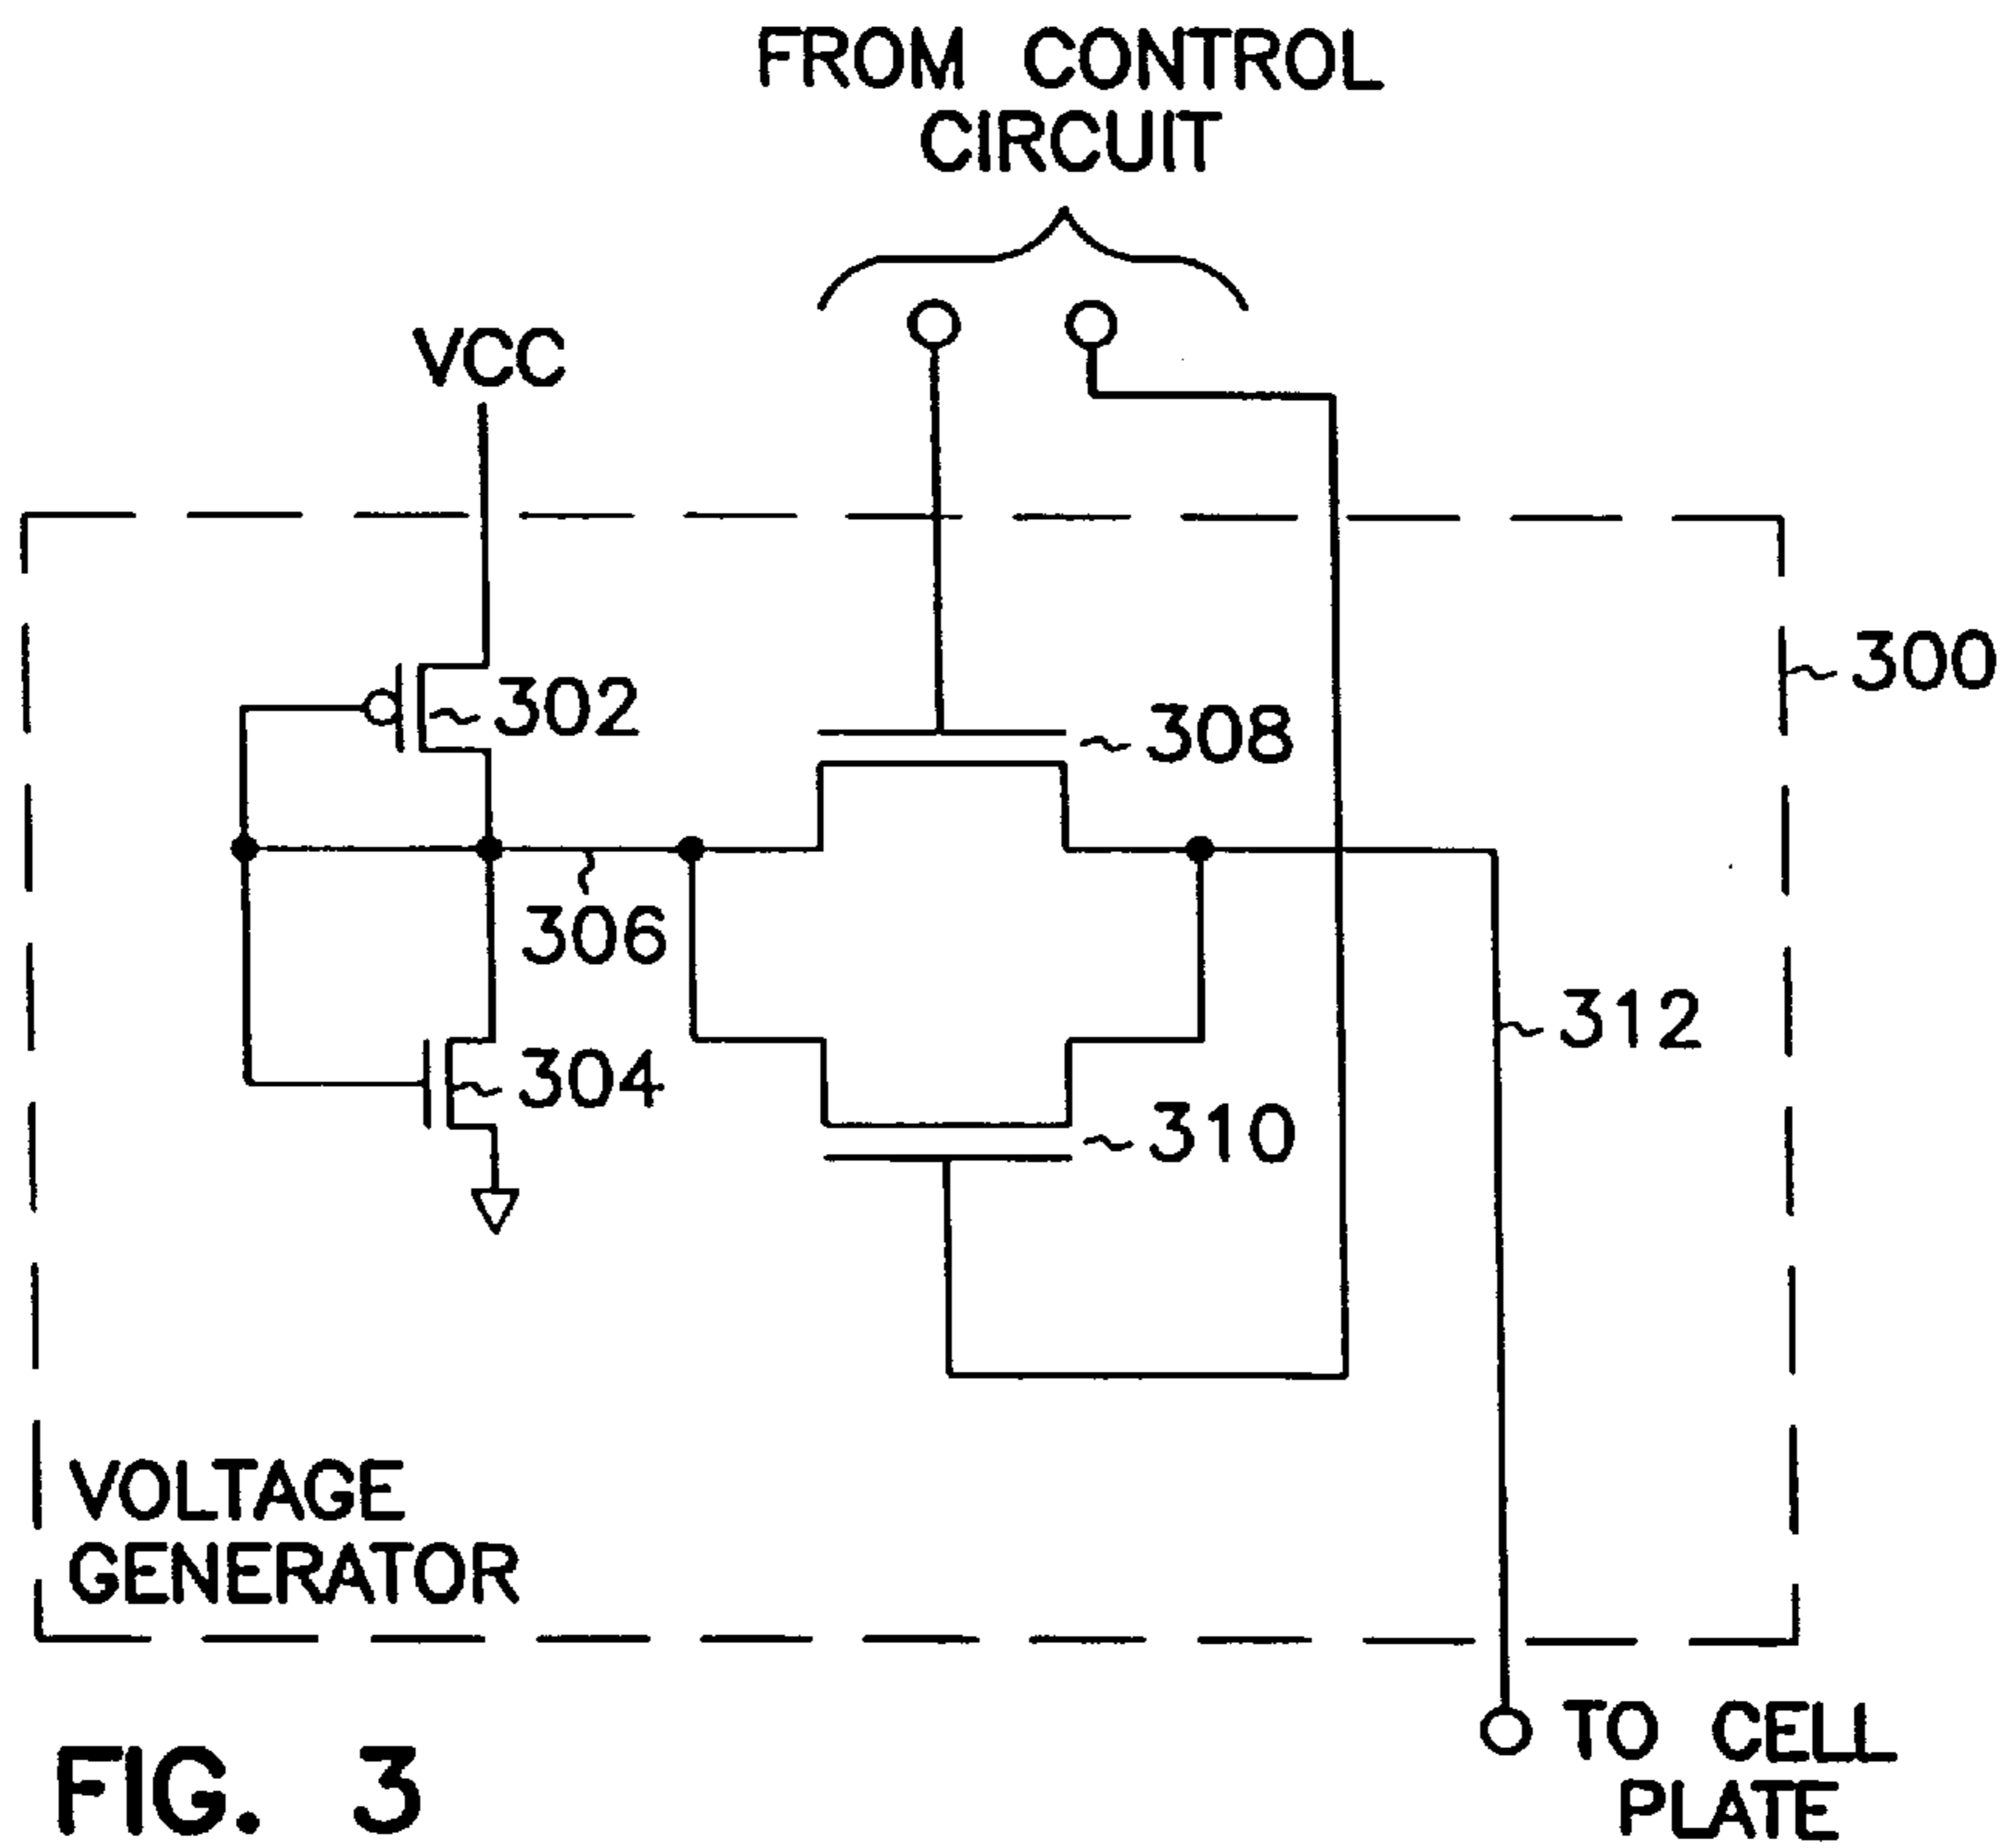 FROM CONTROL
CIRCUIT
VCC
300
302
308
306
312
304
310
VOLTAGE
GENERATOR
TO CELL
PLATE
FIG. 3